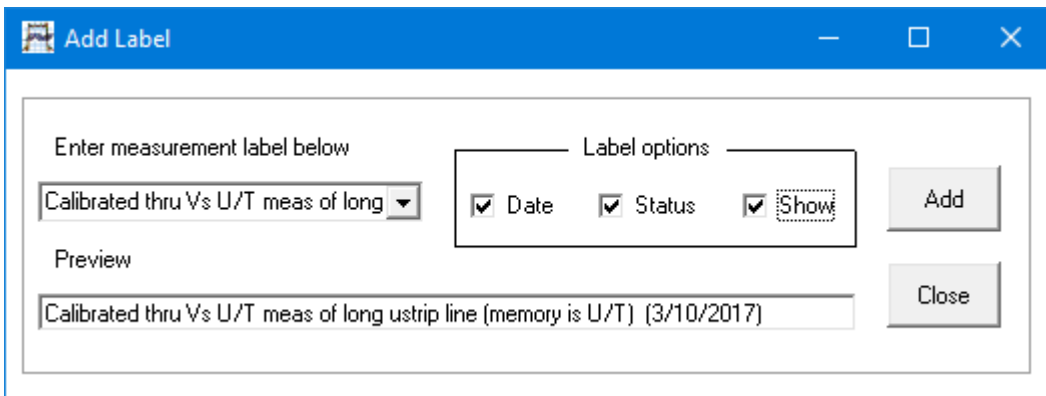 Add Label
Enter measurement label below
Label options
Calibrated thru Vs U/T meas of long
Date
Status
Show
Add
Preview
Calibrated thru Vs U/T meas of long ustrip line (memory is U/T) (3/10/2017)
Close